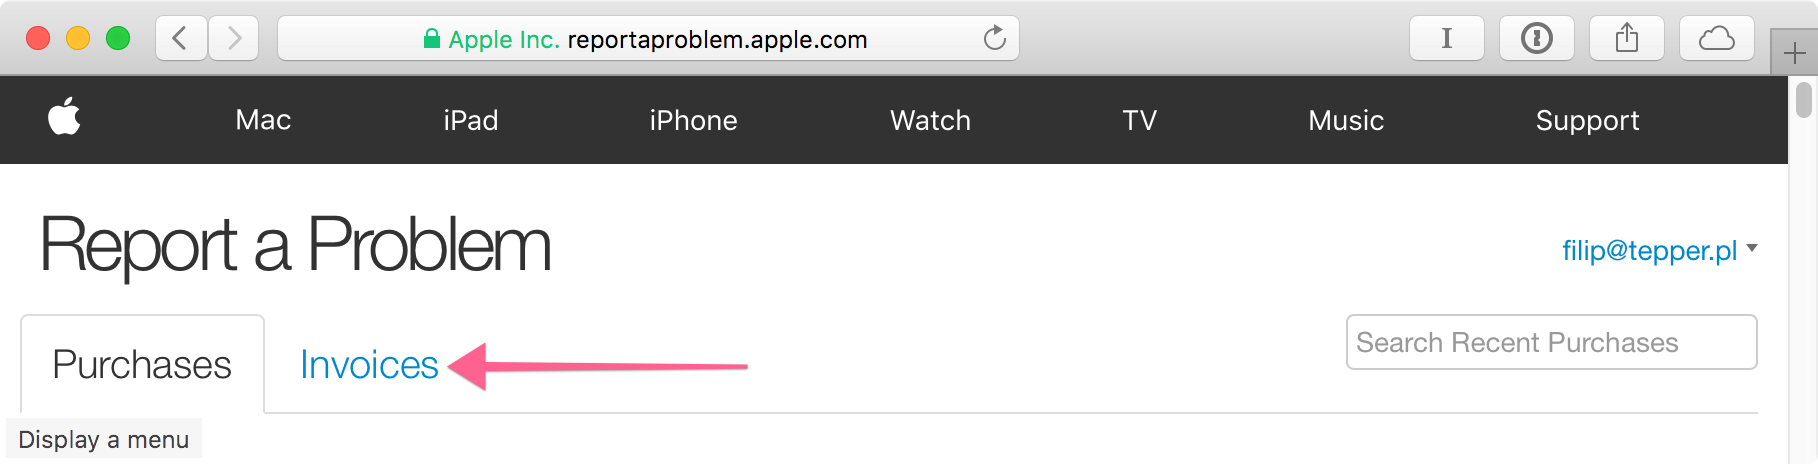 Apple Inc. reportaproblem.apple.com
Mac iPad iPhone Watch TV Music Support
Report a Problem
filip@tepper.pl
Purchases Invoices
Search Recent Purchases
Display a menu